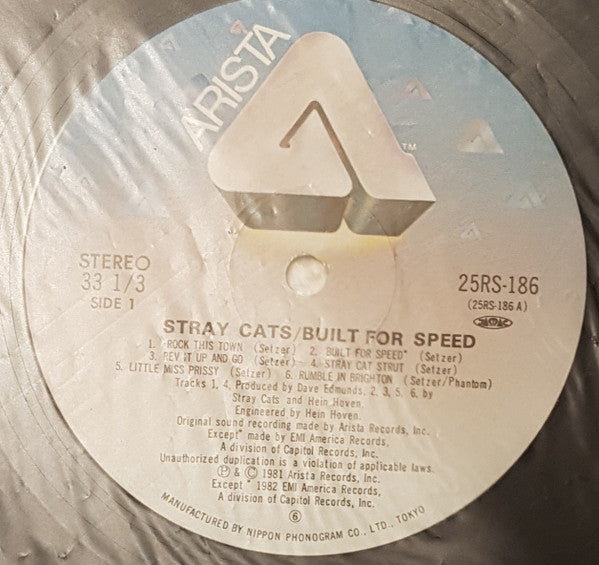 ARISTA
TM
STEREO
33 1/3
SIDE 1
25RS-186
(25RS-186 A)
STRAY CATS/BUILT FOR SPEED
1. ROCK THIS TOWN (Setzer) 2. BUILT FOR SPEED* (Setzer)
3. REV IT UP AND GO (Setzer) 4. STRAY CAT STRUT (Setzer)
5. LITTLE MISS PRISSY (Setzer) 6. RUMBLE IN BRIGHTON (Setzer/Phantom)
Tracks 1, 4, Produced by Dave Edmunds, 2, 3, 5, 6, by
Stray Cats and Hein Hoven.
Engineered by Hein Hoven.
Original sound recording made by Arista Records, Inc.
Except* made by EMI America Records,
A division of Capitol Records, Inc.
Unauthorized duplication is a violation of applicable laws.
Ⓟ & © 1981 Arista Records, Inc.
Except *1982 EMI America Records,
A division of Capitol Records, Inc.
⑥
MANUFACTURED BY NIPPON PHONOGRAM CO., LTD., TOKYO